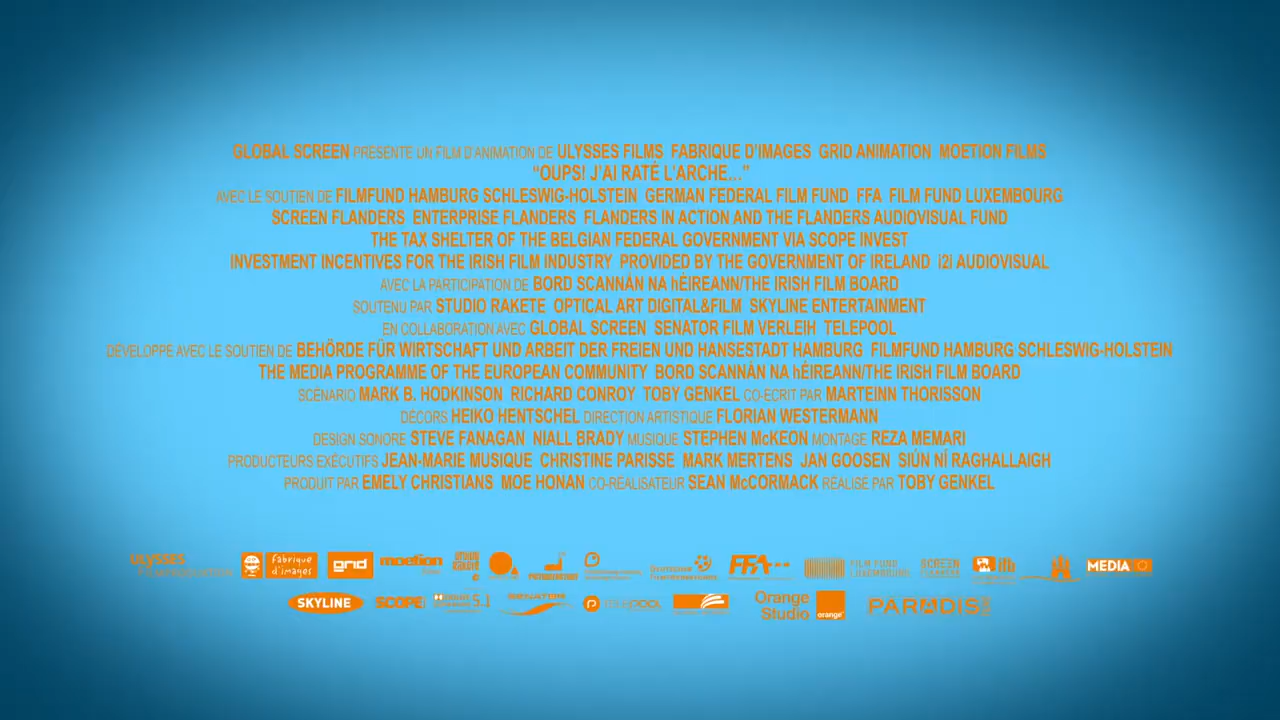 GLOBAL SCREEN PRÉSENTE UN FILM D'ANIMATION DE ULYSSES FILMS FABRIQUE D'IMAGES GRID ANIMATION MOETION FILMS
“OUPS! J'AI RATÉ L'ARCHE...”
AVEC LE SOUTIEN DE FILMFUND HAMBURG SCHLESWIG-HOLSTEIN GERMAN FEDERAL FILM FUND FFA FILM FUND LUXEMBOURG
SCREEN FLANDERS ENTERPRISE FLANDERS FLANDERS IN ACTION AND THE FLANDERS AUDIOVISUAL FUND
THE TAX SHELTER OF THE BELGIAN FEDERAL GOVERNMENT VIA SCOPE INVEST
INVESTMENT INCENTIVES FOR THE IRISH FILM INDUSTRY PROVIDED BY THE GOVERNMENT OF IRELAND i2i AUDIOVISUAL
AVEC LA PARTICIPATION DE BORD SCANNÁN NA hÉIREANN/THE IRISH FILM BOARD
SOUTENU PAR STUDIO RAKETE OPTICAL ART DIGITAL&FILM SKYLINE ENTERTAINMENT
EN COLLABORATION AVEC GLOBAL SCREEN SENATOR FILM VERLEIH TELEPOOL
DÉVELOPPÉ AVEC LE SOUTIEN DE BEHÖRDE FÜR WIRTSCHAFT UND ARBEIT DER FREIEN UND HANSESTADT HAMBURG FILMFUND HAMBURG SCHLESWIG-HOLSTEIN
THE MEDIA PROGRAMME OF THE EUROPEAN COMMUNITY BORD SCANNÁN NA hÉIREANN/THE IRISH FILM BOARD
SCÉNARIO MARK B. HODKINSON RICHARD CONROY TOBY GENKEL CO-ÉCRIT PAR MARTEINN THORISSON
DÉCORS HEIKO HENTSCHEL DIRECTION ARTISTIQUE FLORIAN WESTERMANN
DESIGN SONORE STEVE FANAGAN NIALL BRADY MUSIQUE STEPHEN McKEON MONTAGE REZA MEMARI
PRODUCTEURS EXÉCUTIFS JEAN-MARIE MUSIQUE CHRISTINE PARISSE MARK MERTENS JAN GOOSEN SIÚN NÍ RAGHALLAIGH
PRODUIT PAR EMELY CHRISTIANS MOE HONAN CO-RÉALISATEUR SEAN McCORMACK RÉALISÉ PAR TOBY GENKEL
ULYSSES fabrique d'images grid moetion FFA FILM FUND LUXEMBOURG SCREEN FLANDERS MEDIA
SKYLINE SCOPE 5.1 SENATOR TELEPOOL Orange Studio orange PARADIS